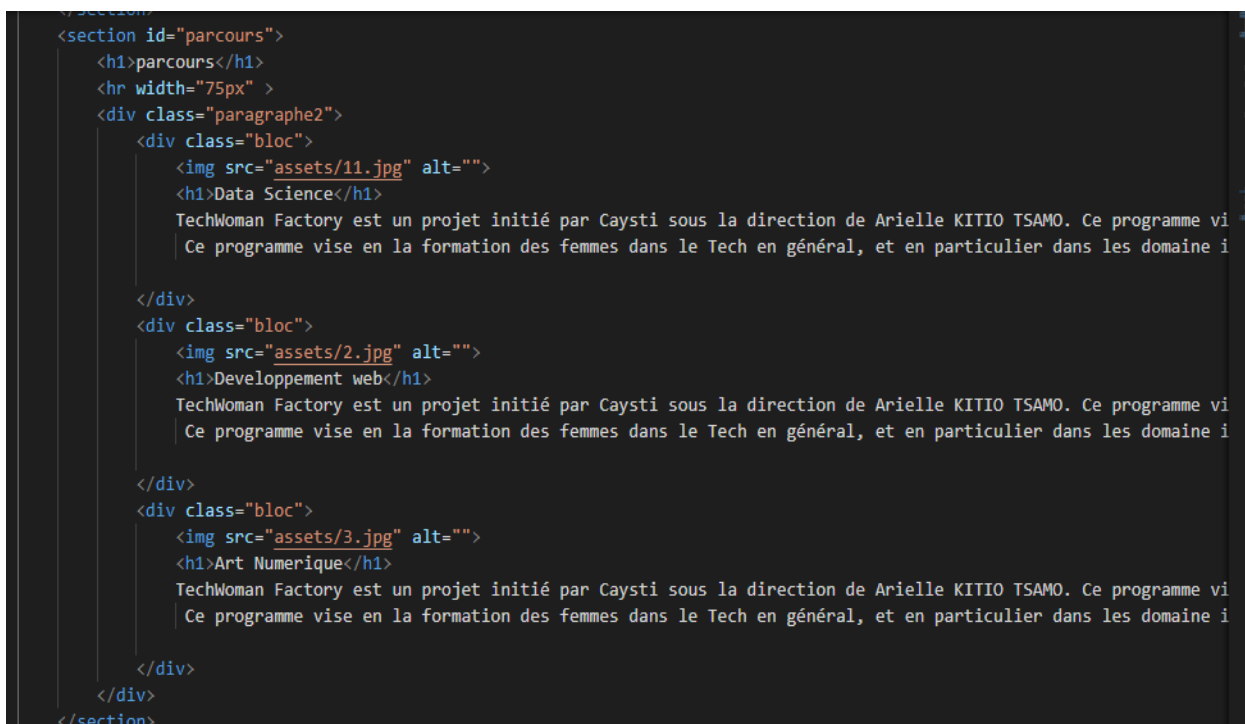 </section>
<section id="parcours">
<h1>parcours</h1>
<hr width="75px" >
<div class="paragraphe2">
<div class="bloc">
<img src="assets/11.jpg" alt="">
<h1>Data Science</h1>
TechWoman Factory est un projet initié par Caysti sous la direction de Arielle KITIO TSAMO. Ce programme vi
Ce programme vise en la formation des femmes dans le Tech en général, et en particulier dans les domaine i
</div>
<div class="bloc">
<img src="assets/2.jpg" alt="">
<h1>Developpement web</h1>
TechWoman Factory est un projet initié par Caysti sous la direction de Arielle KITIO TSAMO. Ce programme vi
Ce programme vise en la formation des femmes dans le Tech en général, et en particulier dans les domaine i
</div>
<div class="bloc">
<img src="assets/3.jpg" alt="">
<h1>Art Numerique</h1>
TechWoman Factory est un projet initié par Caysti sous la direction de Arielle KITIO TSAMO. Ce programme vi
Ce programme vise en la formation des femmes dans le Tech en général, et en particulier dans les domaine i
</div>
</div>
</section>